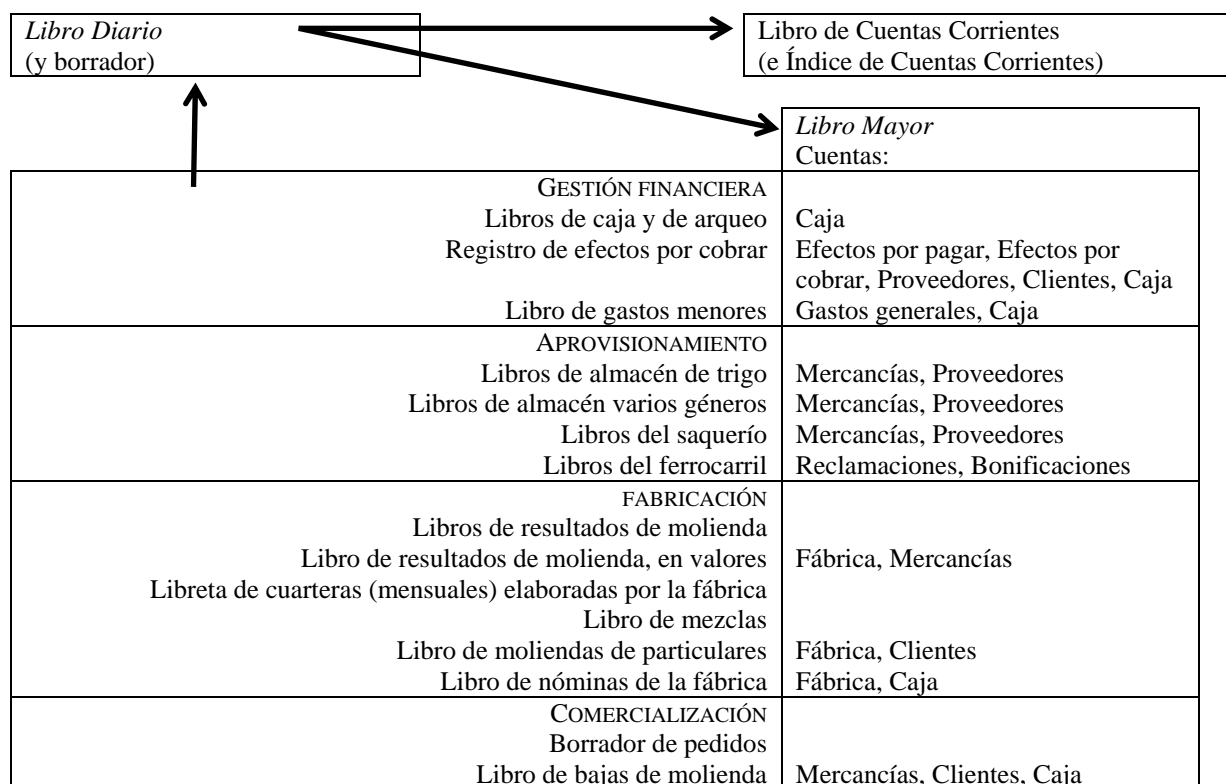 Libro Diario
(y borrador)
Libro de Cuentas Corrientes
(e Índice de Cuentas Corrientes)
Libro Mayor
Cuentas:
GESTIÓN FINANCIERA
Libros de caja y de arqueo Caja
Registro de efectos por cobrar Efectos por pagar, Efectos por
cobrar, Proveedores, Clientes, Caja
Libro de gastos menores Gastos generales, Caja
APROVISIONAMIENTO
Libros de almacén de trigo Mercancías, Proveedores
Libros de almacén varios géneros Mercancías, Proveedores
Libros del saquerío Mercancías, Proveedores
Libros del ferrocarril Reclamaciones, Bonificaciones
FABRICACIÓN
Libros de resultados de molienda
Libro de resultados de molienda, en valores Fábrica, Mercancías
Libreta de cuarteras (mensuales) elaboradas por la fábrica
Libro de mezclas
Libro de moliendas de particulares Fábrica, Clientes
Libro de nóminas de la fábrica Fábrica, Caja
COMERCIALIZACIÓN
Borrador de pedidos
Libro de bajas de molienda Mercancías, Clientes, Caja